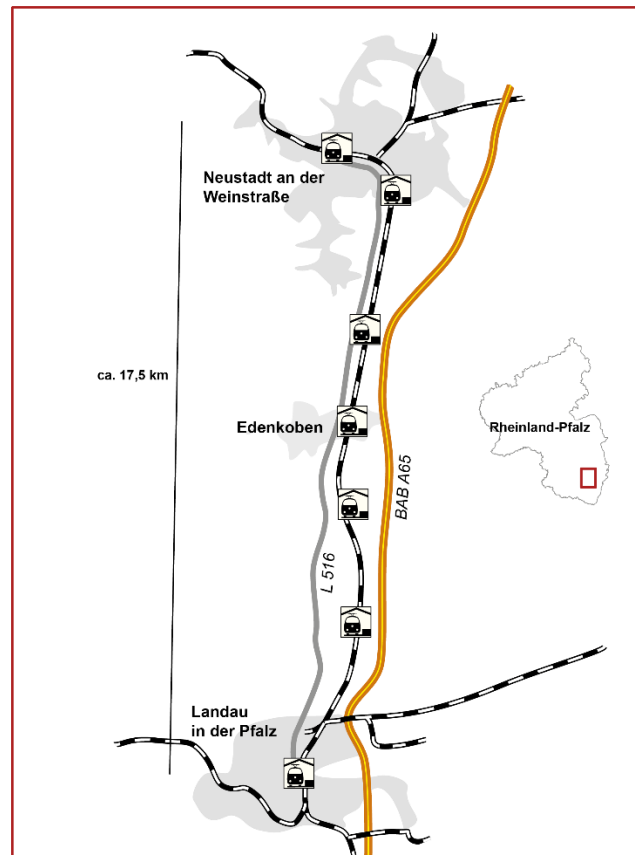 Neustadt an der
Weinstraße
ca. 17,5 km
Rheinland-Pfalz
Edenkoben
BAB A65
L 516
Landau
in der Pfalz